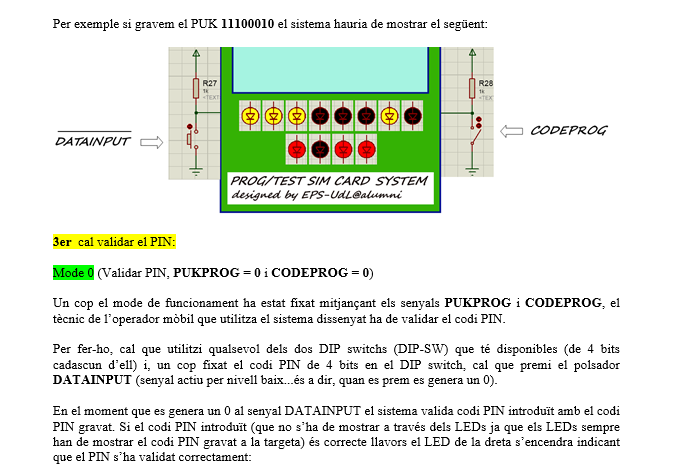 Per exemple si gravem el PUK 11100010 el sistema hauria de mostrar el següent:
R27
1k
<TEXT
R28
1k
<TEX
DATAINPUT
CODEPROG
PROG/TEST SIM CARD SYSTEM
designed by EPS-UdL@alumni
3er cal validar el PIN:
Mode 0 (Validar PIN, PUKPROG = 0 i CODEPROG = 0)
Un cop el mode de funcionament ha estat fixat mitjançant els senyals PUKPROG i CODEPROG, el
tècnic de l'operador mòbil que utilitza el sistema dissenyat ha de validar el codi PIN.
Per fer-ho, cal que utilitzi qualsevol dels dos DIP switchs (DIP-SW) que té disponibles (de 4 bits
cadascun d'ell) i, un cop fixat el codi PIN de 4 bits en el DIP switch, cal que premi el polsador
DATAINPUT (senyal actiu per nivell baix...és a dir, quan es prem es genera un 0).
En el moment que es genera un 0 al senyal DATAINPUT el sistema valida codi PIN introduït amb el codi
PIN gravat. Si el codi PIN introduït (que no s'ha de mostrar a través dels LEDs ja que els LEDs sempre
han de mostrar el codi PIN gravat a la targeta) és correcte llavors el LED de la dreta s'encendra indicant
que el PIN s'ha validat correctament: